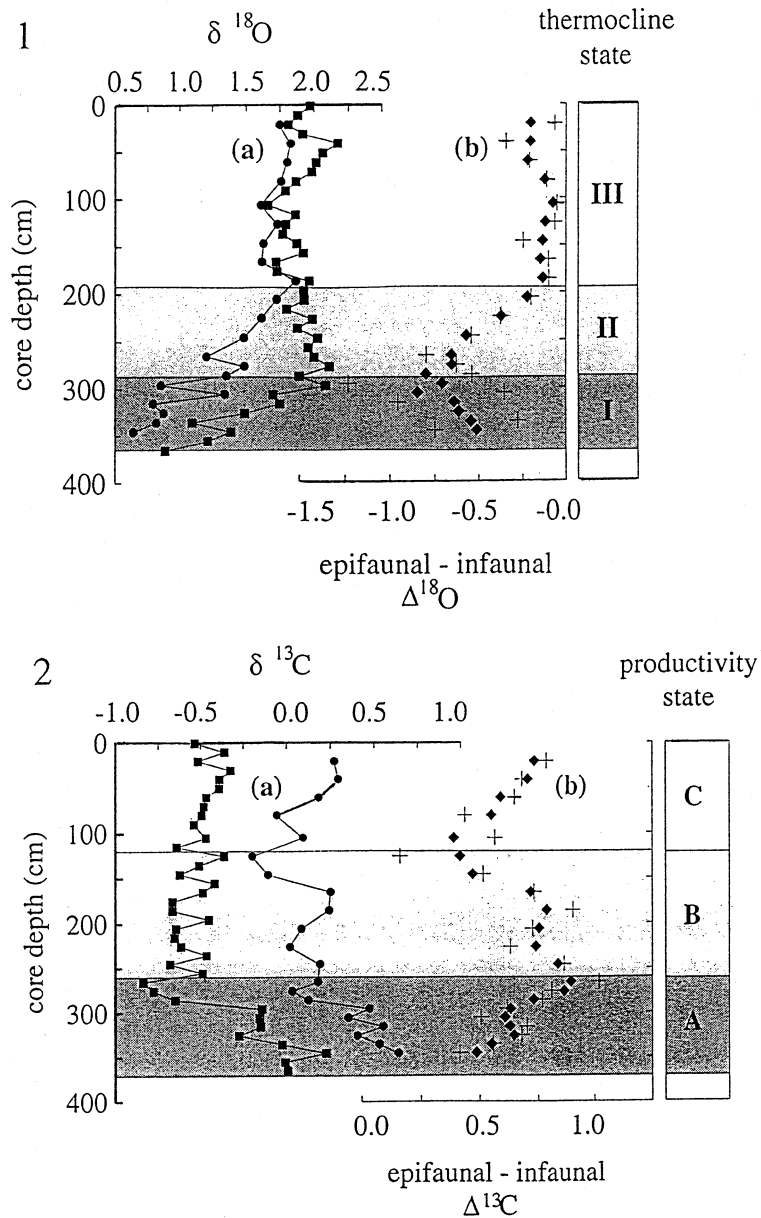 1
δ 18O
thermocline
state
0.5 1.0 1.5 2.0 2.5
0
100
200
300
400
core depth (cm)
(a)
(b)
III
II
I
-1.5 -1.0 -0.5 -0.0
epifaunal - infaunal
Δ18O
2
δ 13C
productivity
state
-1.0 -0.5 0.0 0.5 1.0
0
100
200
300
400
core depth (cm)
(a)
(b)
C
B
A
0.0 0.5 1.0
epifaunal - infaunal
Δ13C